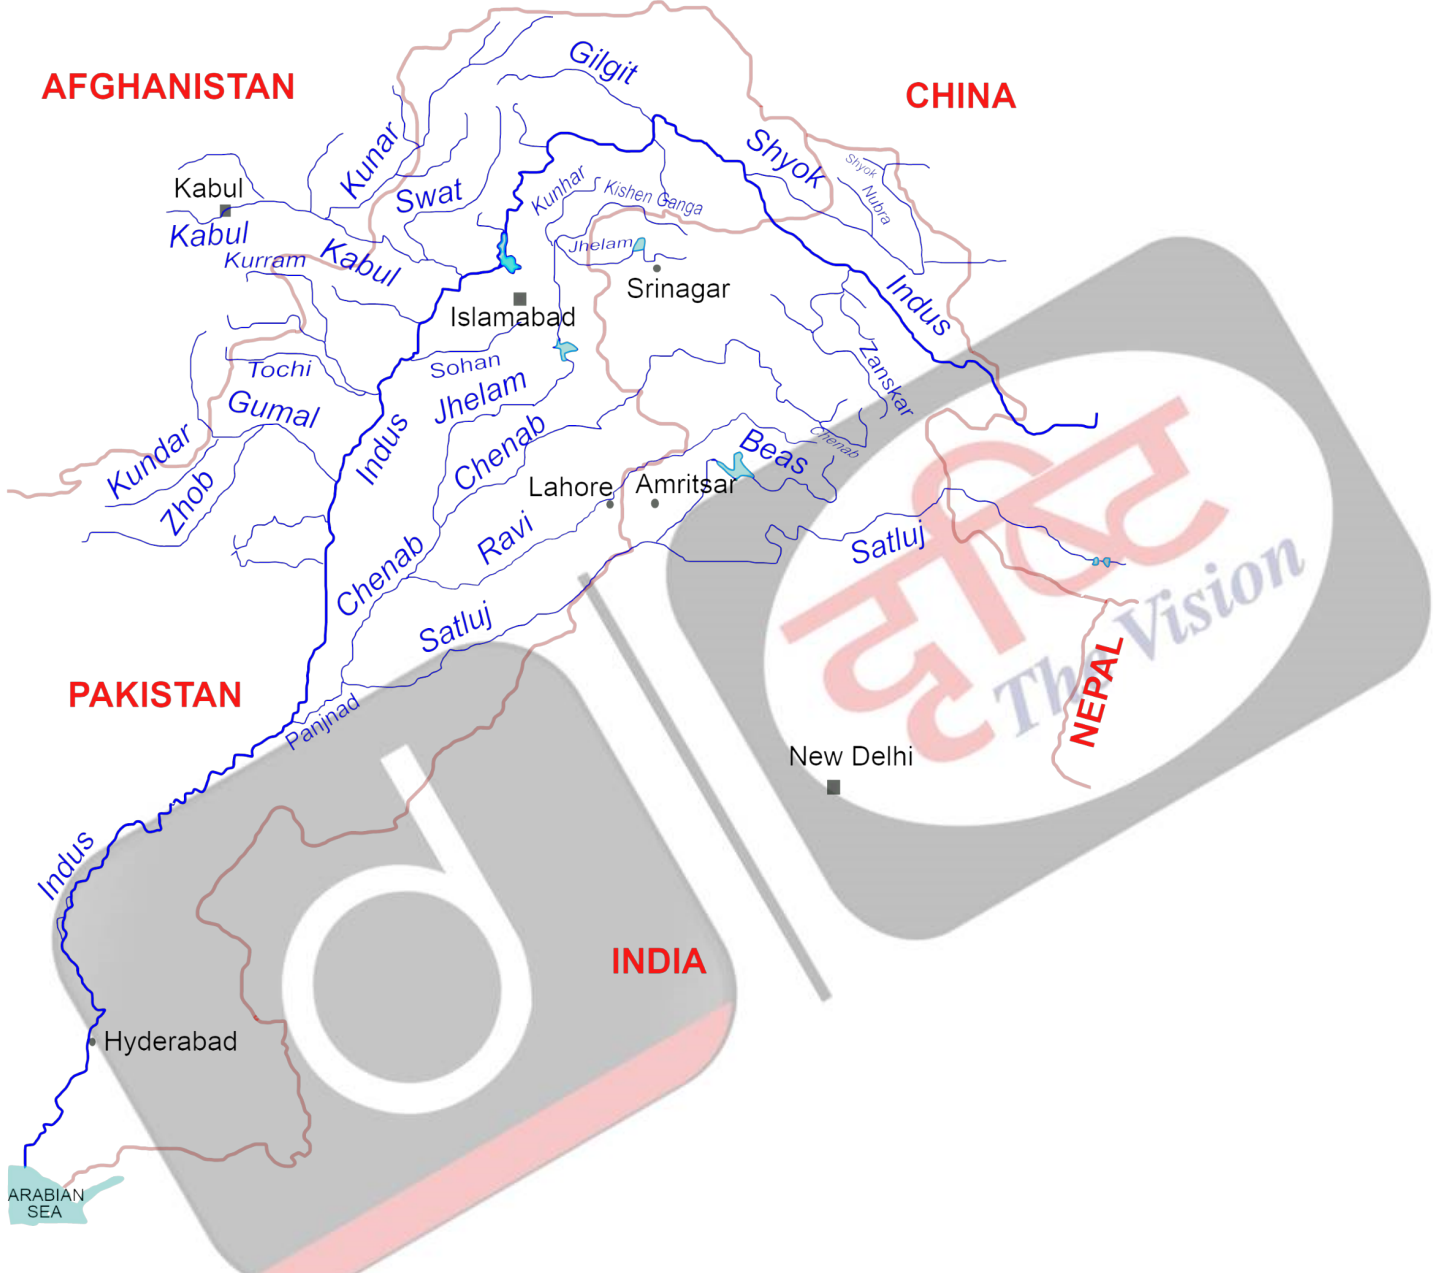 Gilgit
AFGHANISTAN
CHINA
Kunar
Shyok
Shyok
Kabul
Swat
Kunhar
Kishen Ganga
Nubra
Kabul
Kabul
Kurram
Jhelam
Srinagar
Indus
Islamabad
Sohan
Tochi
Zanskar
Jhelam
Gumal
Indus
Chenab
Chenab
Beas
Kundar
Zhob
Lahore
Amritsar
Ravi
Satluj
Chenab
Satluj
दृष्टि
The Vision
PAKISTAN
Panjnad
NEPAL
New Delhi
Indus
d
INDIA
Hyderabad
ARABIAN
SEA